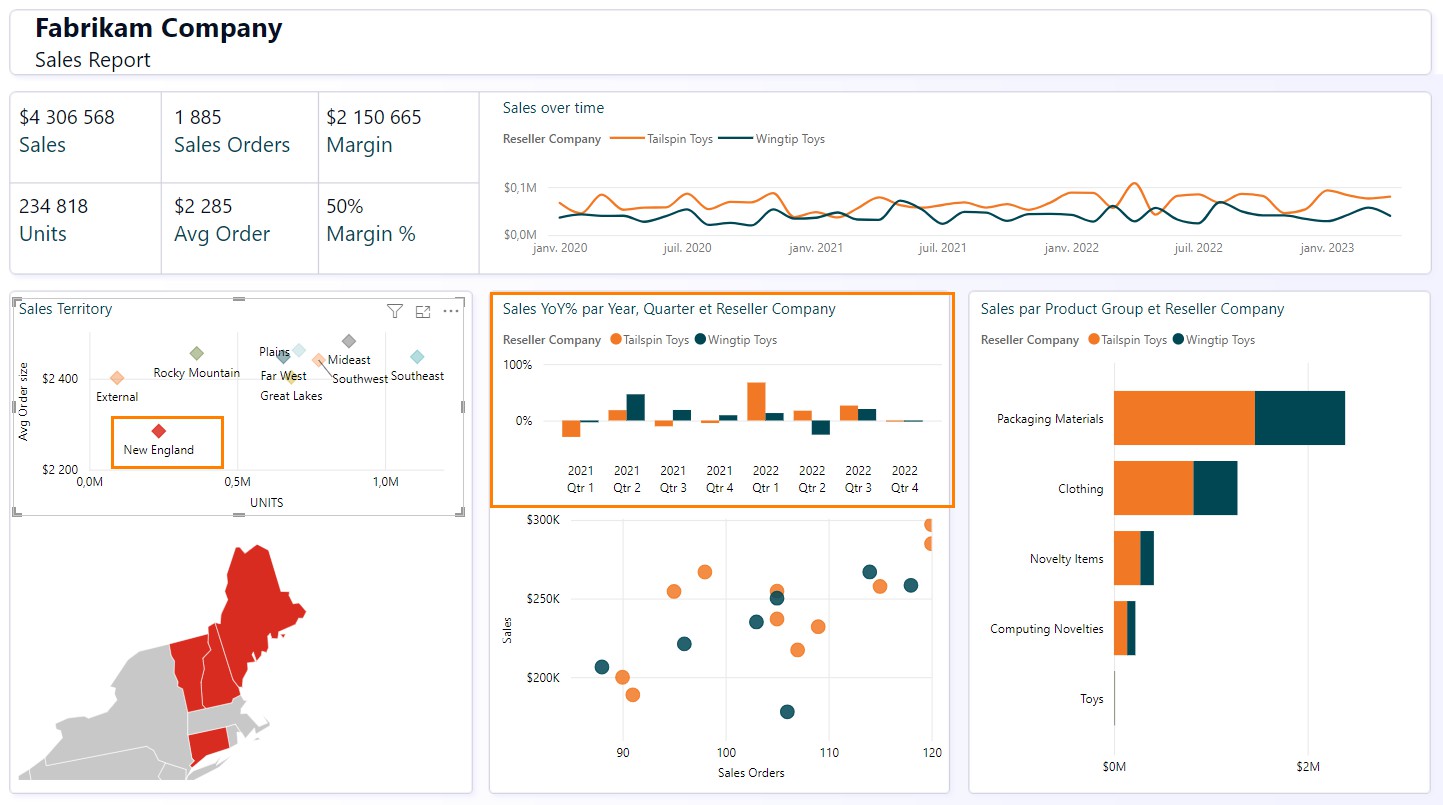 Fabrikam Company
Sales Report
$4 306 568
Sales
1 885
Sales Orders
$2 150 665
Margin
234 818
Units
$2 285
Avg Order
50%
Margin %
Sales over time
Reseller Company Tailspin Toys Wingtip Toys
$0,1M
$0,0M
janv. 2020 juil. 2020 janv. 2021 juil. 2021 janv. 2022 juil. 2022 janv. 2023
Sales Territory
Avg Order size
$2 400
$2 200
Plains
Mideast
Rocky Mountain
Far West
Southwest
Southeast
External
Great Lakes
New England
0,0M 0,5M 1,0M
UNITS
Sales YoY% par Year, Quarter et Reseller Company
Reseller Company Tailspin Toys Wingtip Toys
100%
0%
2021 2021 2021 2021 2022 2022 2022 2022
Qtr 1 Qtr 2 Qtr 3 Qtr 4 Qtr 1 Qtr 2 Qtr 3 Qtr 4
$300K
$250K
$200K
Sales
90 100 110 120
Sales Orders
Sales par Product Group et Reseller Company
Reseller Company Tailspin Toys Wingtip Toys
Packaging Materials
Clothing
Novelty Items
Computing Novelties
Toys
$0M $2M